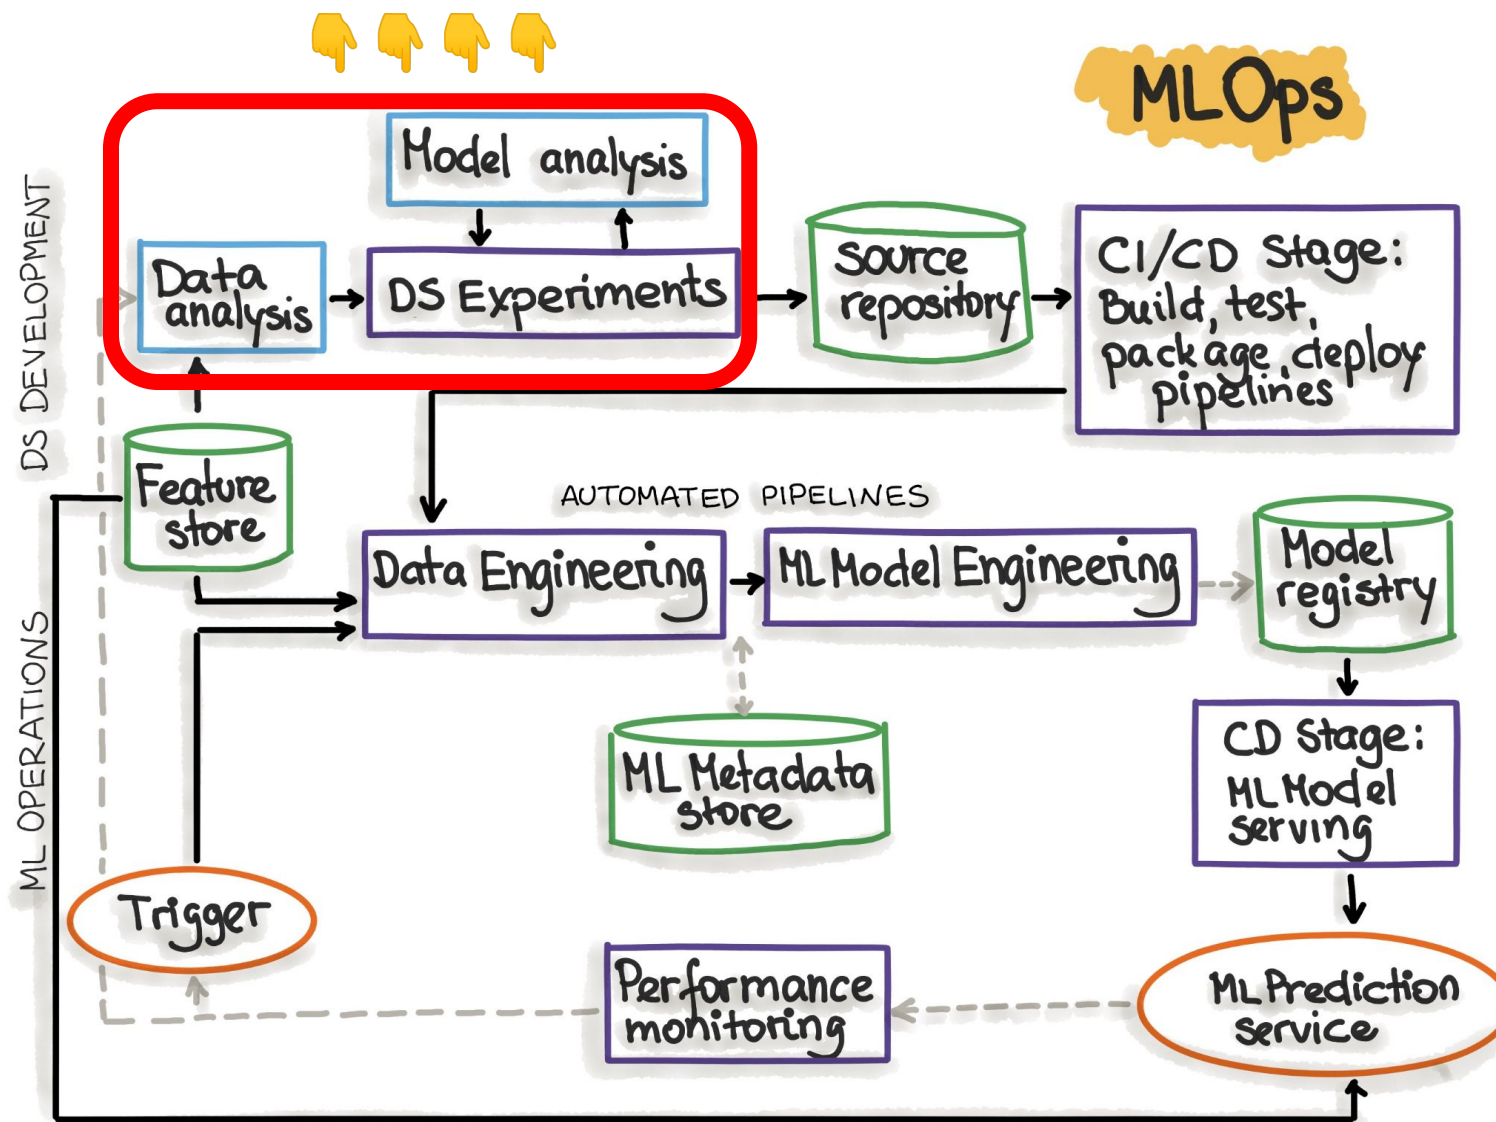 MLOps
Model analysis
DS DEVELOPMENT
Data
analysis
DS Experiments
Source
repository
CI/CD Stage:
Build, test,
package, deploy
pipelines
Feature
store
AUTOMATED PIPELINES
Data Engineering
ML Model Engineering
Model
registry
ML OPERATIONS
ML Metadata
store
CD Stage:
ML Model
serving
Trigger
Performance
monitoring
ML Prediction
service